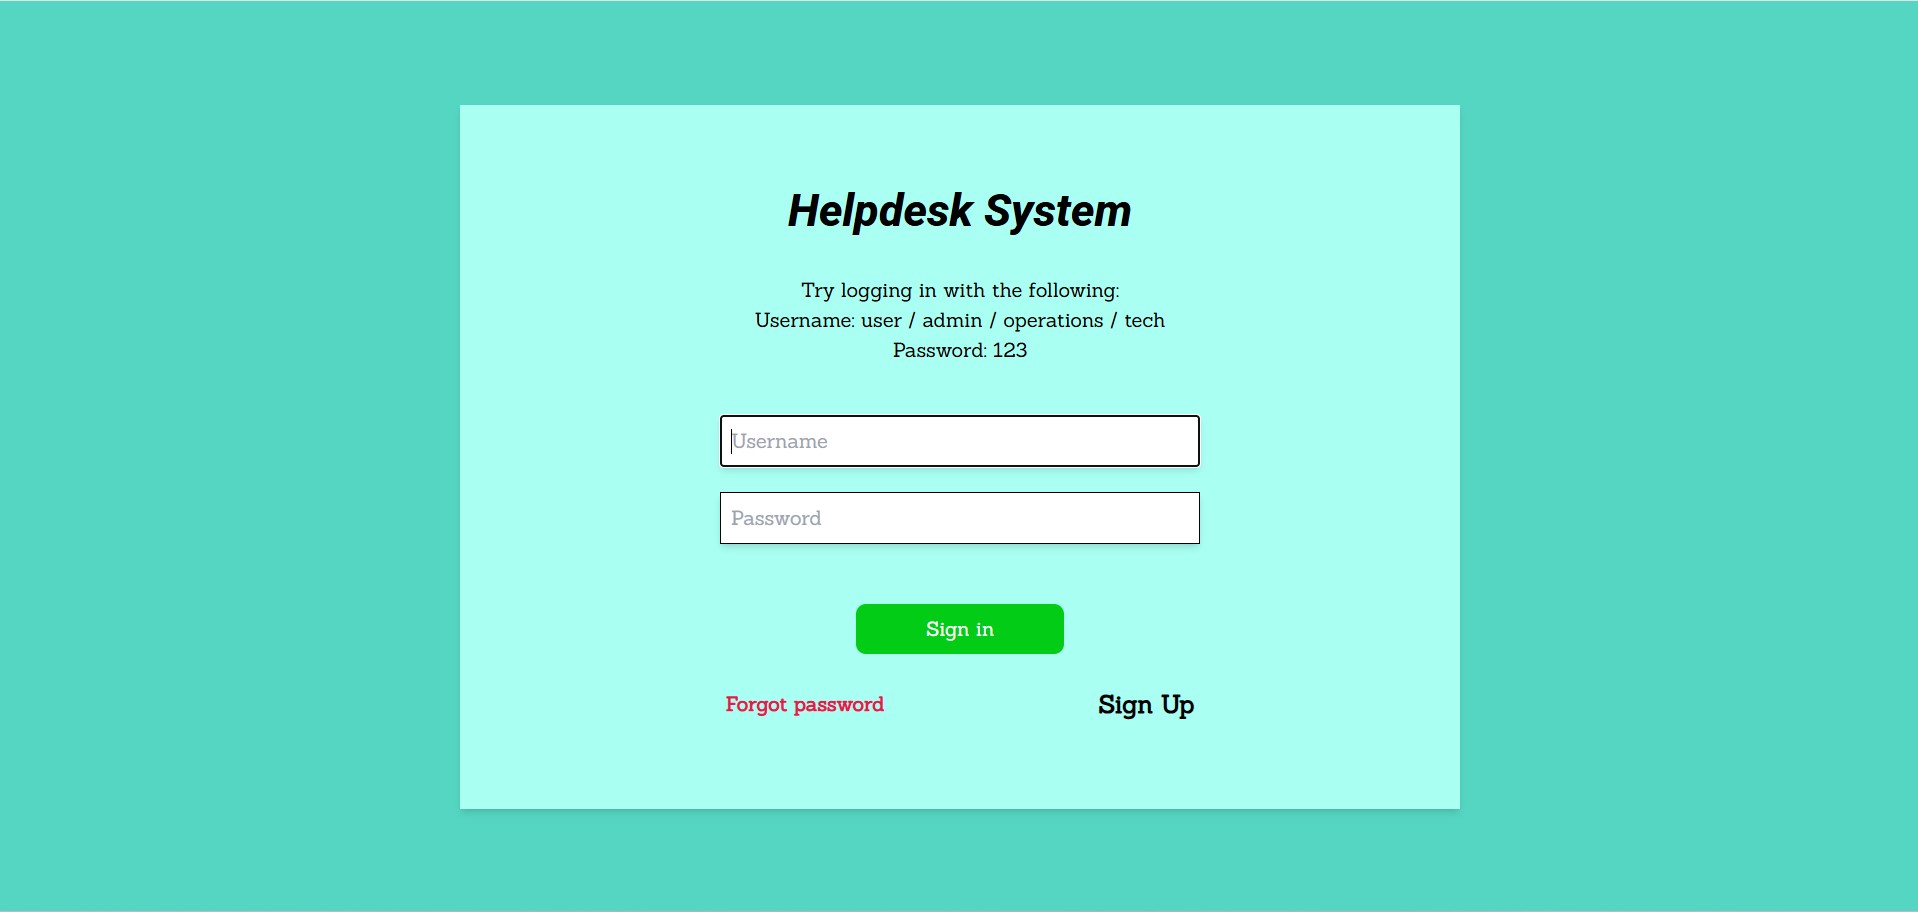 Helpdesk System
Try logging in with the following:
Username: user / admin / operations / tech
Password: 123
Username
Password
Sign in
Forgot password
Sign Up